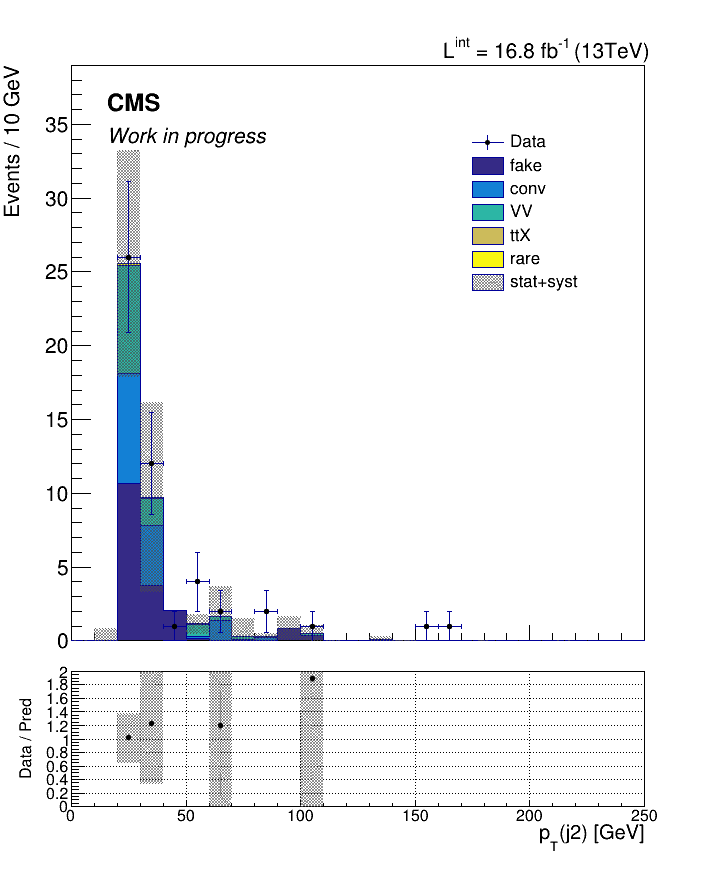 L^int = 16.8 fb^-1 (13TeV)
Events / 10 GeV
CMS
Work in progress
Data
fake
conv
VV
ttX
rare
stat+syst
35
30
25
20
15
10
5
0
Data / Pred
2
1.8
1.6
1.4
1.2
1
0.8
0.6
0.4
0.2
0
0 50 100 150 200 250
p_T(j2) [GeV]